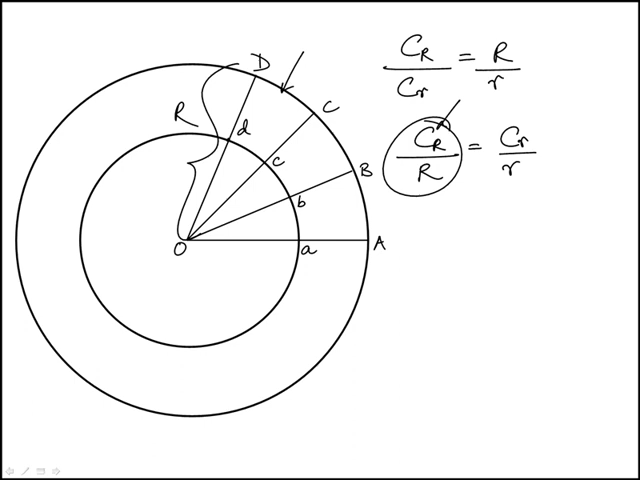 D
C
R
d
c
B
b
O
a
A
C_R / C_r = R / r
C_R / R = C_r / r